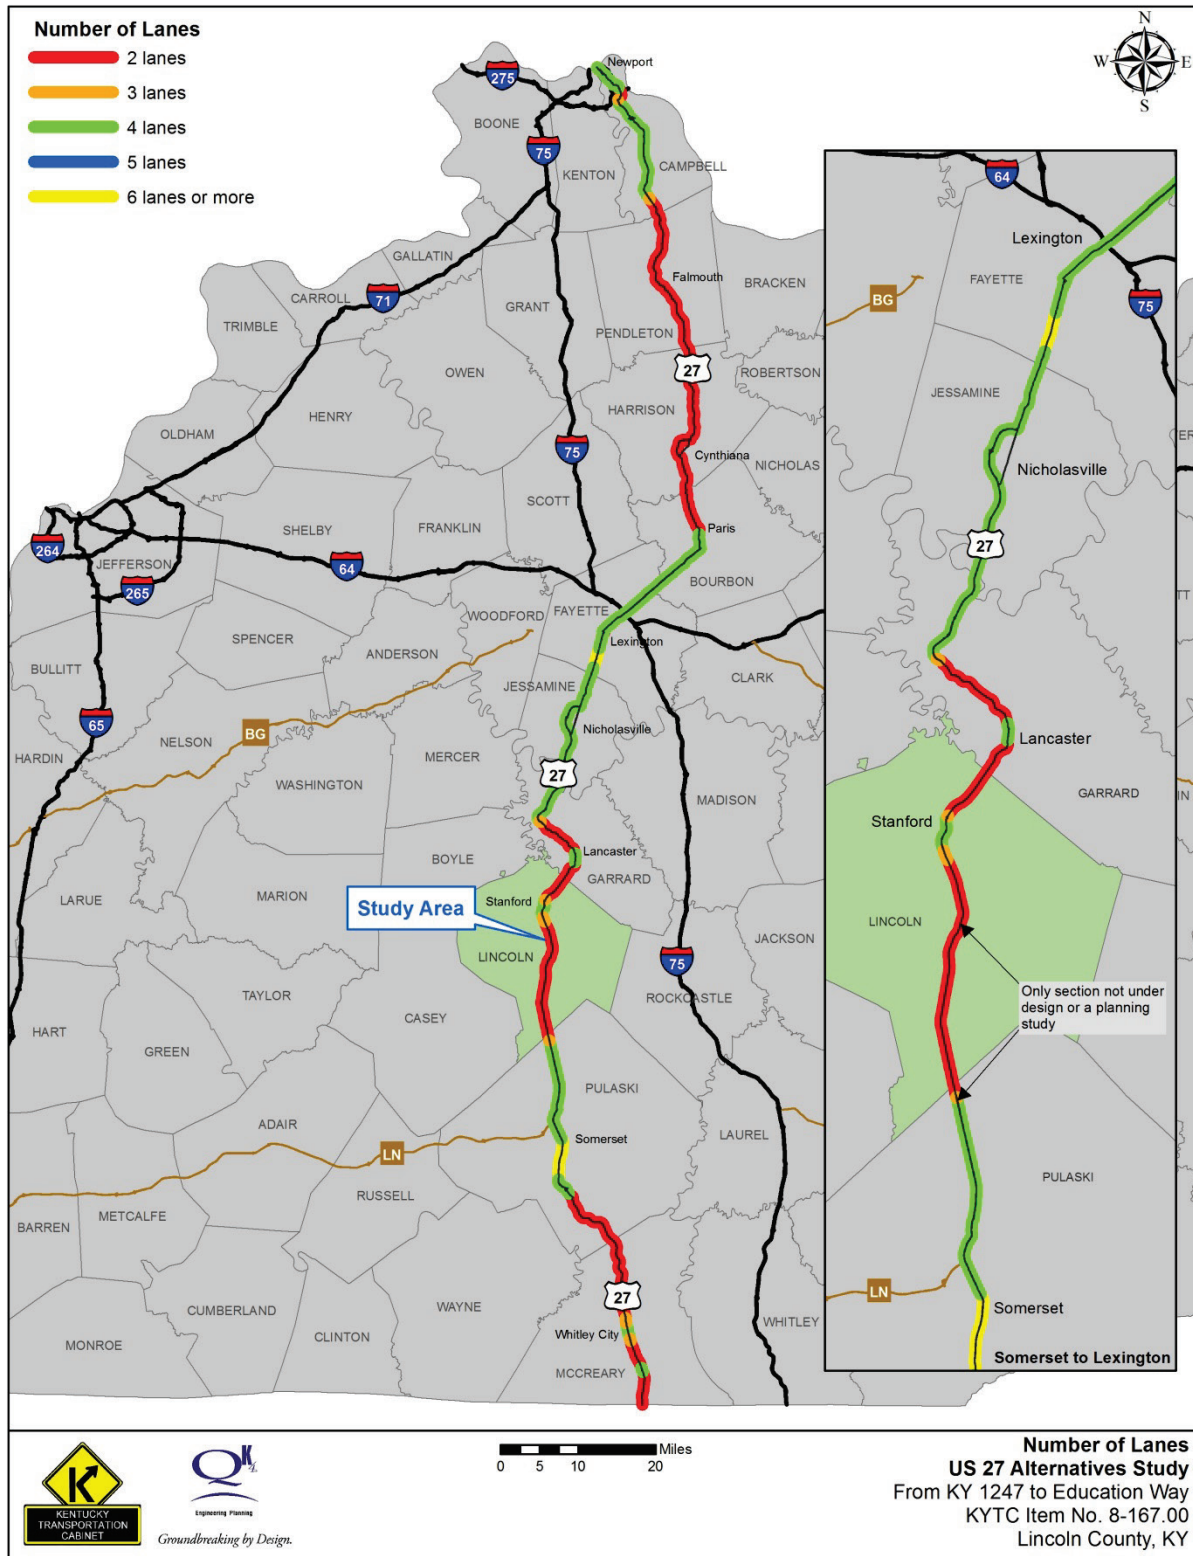 Number of Lanes
2 lanes
3 lanes
4 lanes
5 lanes
6 lanes or more
N
W E
S
Newport
275
BOONE
75
KENTON
CAMPBELL
GALLATIN
Falmouth
BRACKEN
CARROLL
71
GRANT
TRIMBLE
PENDLETON
OWEN
27
ROBERTSON
HENRY
HARRISON
OLDHAM
75
Cynthiana
NICHOLAS
SCOTT
SHELBY
FRANKLIN
Paris
264
JEFFERSON
64
265
BOURBON
WOODFORD
FAYETTE
SPENCER
Lexington
ANDERSON
BULLITT
CLARK
JESSAMINE
65
Nicholasville
BG
NELSON
HARDIN
MERCER
27
WASHINGTON
MADISON
Lancaster
BOYLE
GARRARD
LARUE
MARION
Stanford
Study Area
JACKSON
LINCOLN
75
TAYLOR
ROCKCASTLE
CASEY
HART
GREEN
PULASKI
ADAIR
Somerset
LAUREL
LN
RUSSELL
METCALFE
BARREN
27
CUMBERLAND
WAYNE
WHITLEY
Whitley City
MONROE
CLINTON
MCCREARY
64
Lexington
FAYETTE
BG
75
JESSAMINE
ER
Nicholasville
27
TT
Lancaster
GARRARD
IN
Stanford
LINCOLN
Only section not under
design or a planning
study
PULASKI
LN
Somerset
Somerset to Lexington
Miles
0 5 10 20
K
KENTUCKY
TRANSPORTATION
CABINET
QK4
Engineering Planning
Groundbreaking by Design.
Number of Lanes
US 27 Alternatives Study
From KY 1247 to Education Way
KYTC Item No. 8-167.00
Lincoln County, KY